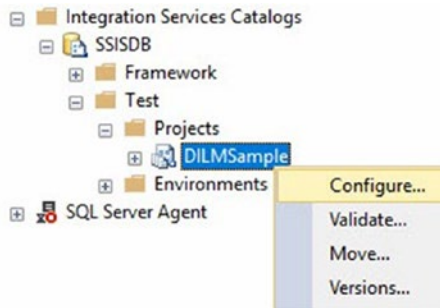 Integration Services Catalogs
SSISDB
Framework
Test
Projects
DILMSample
Environments
Configure...
SQL Server Agent
Validate...
Move...
Versions...